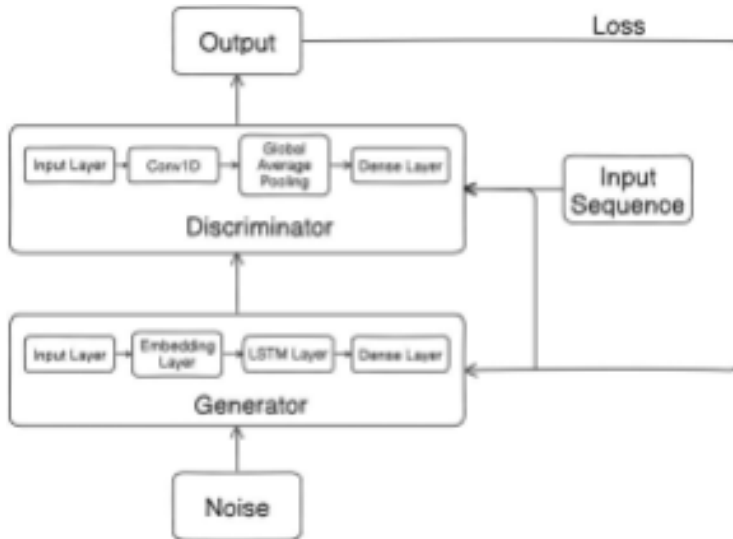 Output
Loss
Input Layer
Conv1D
Global
Average
Pooling
Dense Layer
Discriminator
Input
Sequence
Input Layer
Embedding
Layer
LSTM Layer
Dense Layer
Generator
Noise